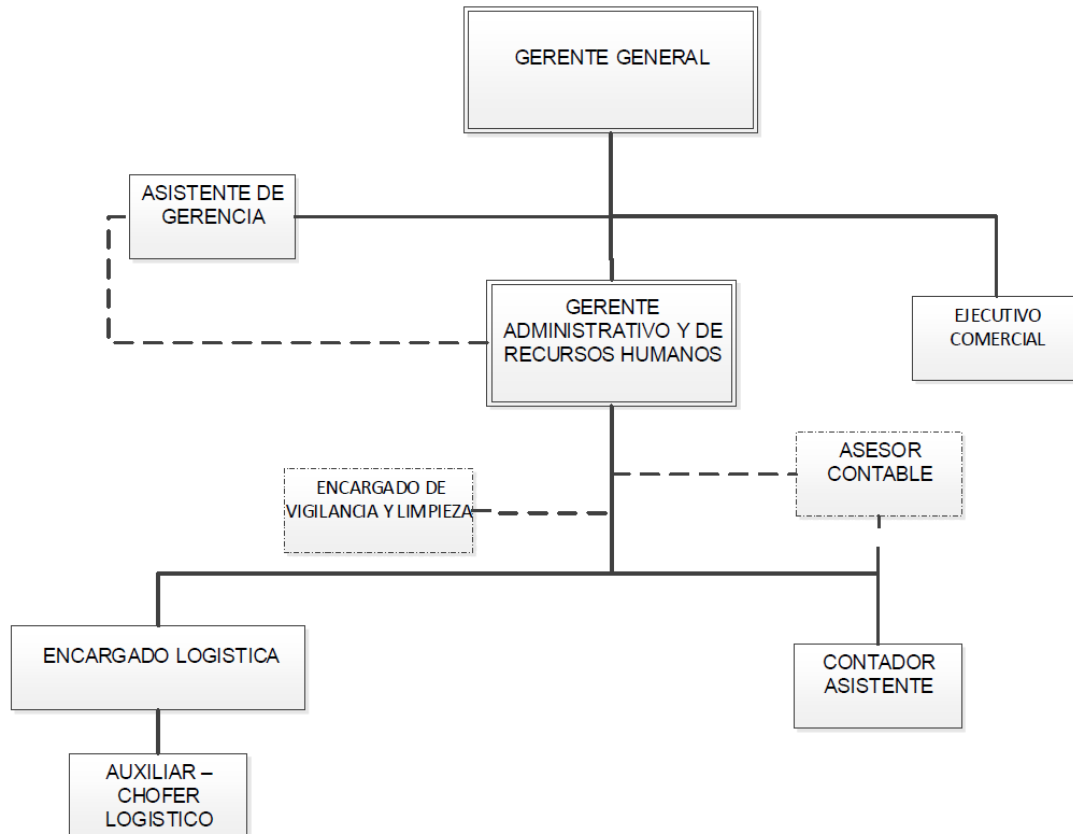 GERENTE GENERAL
ASISTENTE DE
GERENCIA
GERENTE
ADMINISTRATIVO Y DE
RECURSOS HUMANOS
EJECUTIVO
COMERCIAL
ASESOR
CONTABLE
ENCARGADO DE
VIGILANCIA Y LIMPIEZA
ENCARGADO LOGISTICA
CONTADOR
ASISTENTE
AUXILIAR –
CHOFER
LOGISTICO